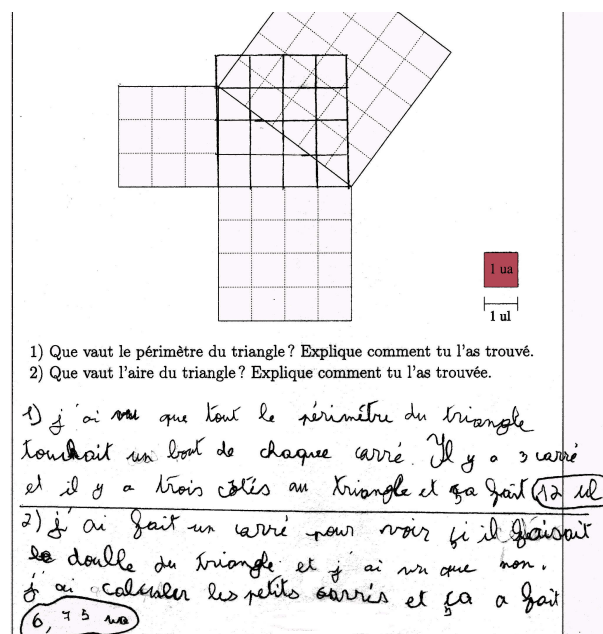 1 ua
1 ul
1) Que vaut le périmètre du triangle? Explique comment tu l'as trouvé.
2) Que vaut l'aire du triangle? Explique comment tu l'as trouvée.
1) j'ai vu que tout le périmètre du triangle
touchait un bout de chaque carré. Il y a 3 carré
et il y a trois côtés au triangle et ça fait 12 ul
2) j'ai fait un carré pour voir si il faisait
le doulle du triangle et j'ai vu que non.
j'ai calculer les petits carrés et ça a fait
6,75 ua